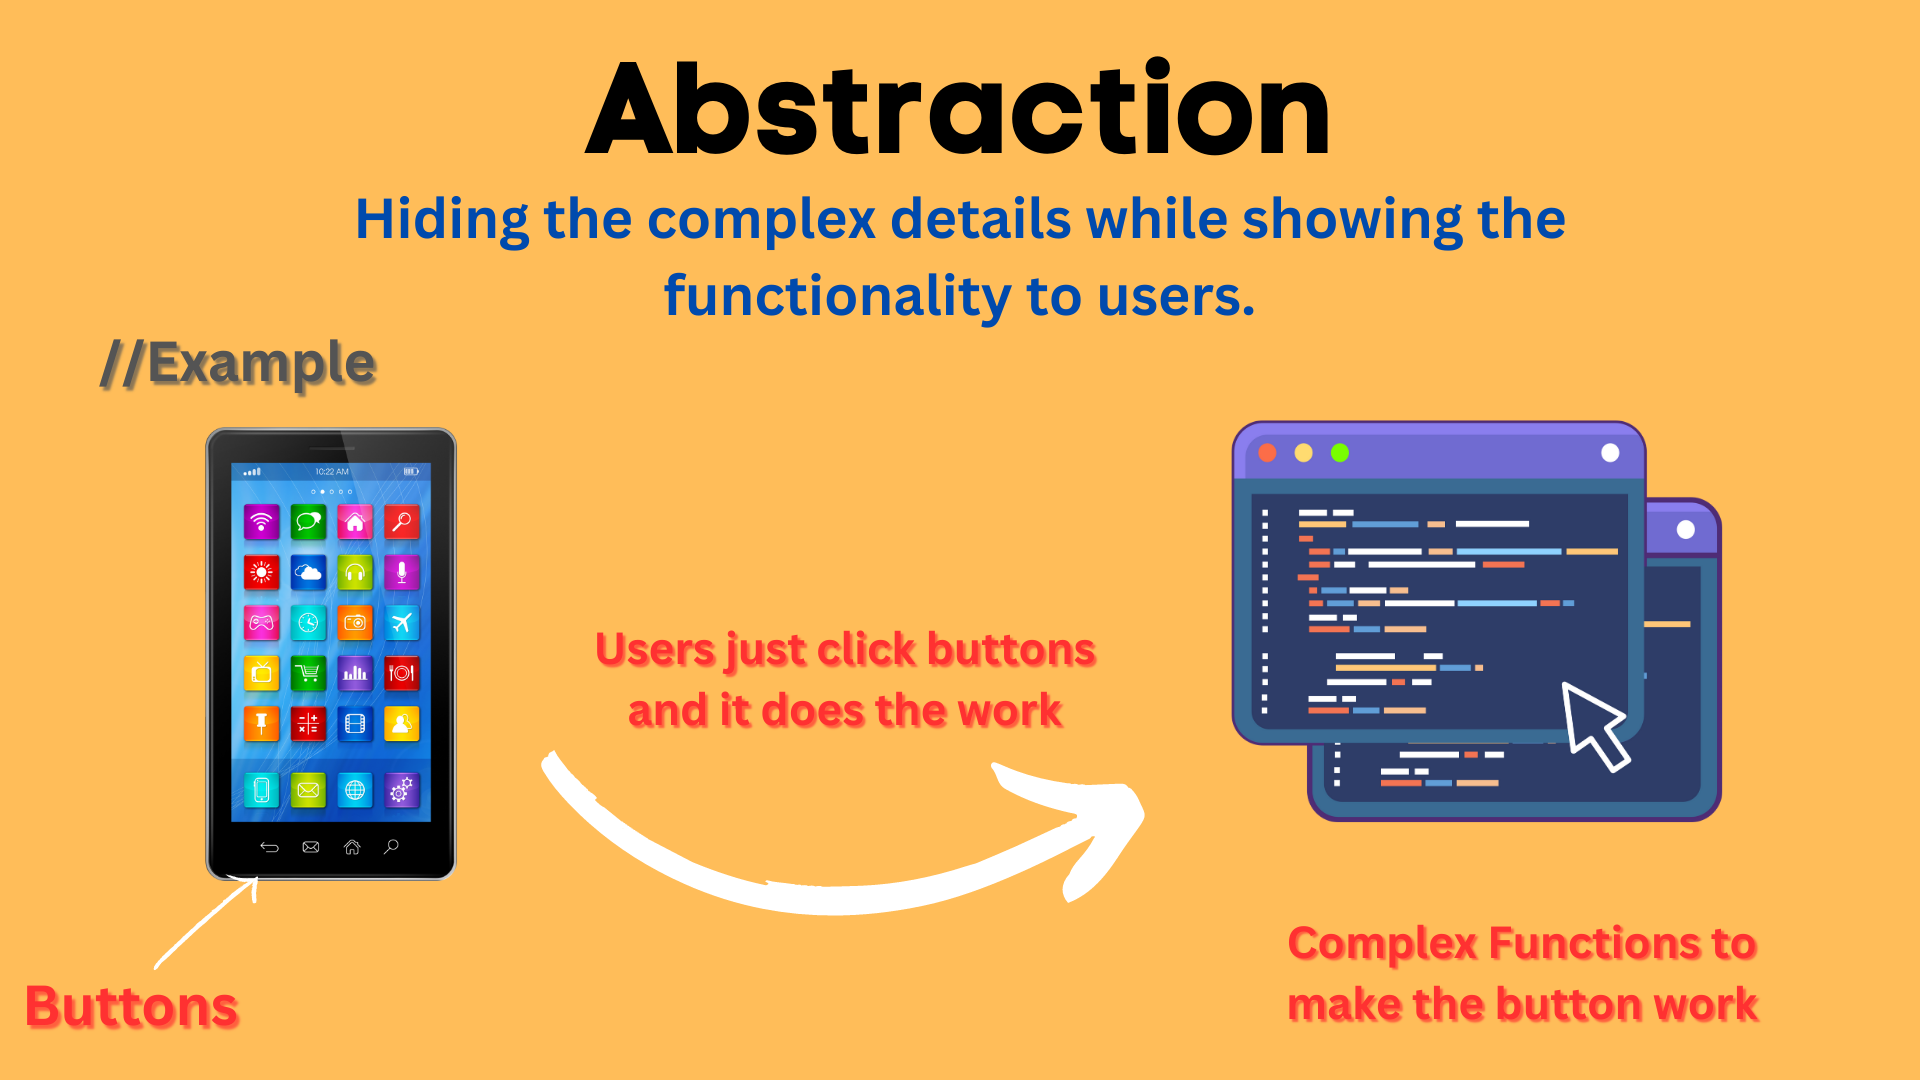 Abstraction
Hiding the complex details while showing the
functionality to users.
//Example
10:22 AM
Users just click buttons
and it does the work
Buttons
Complex Functions to
make the button work